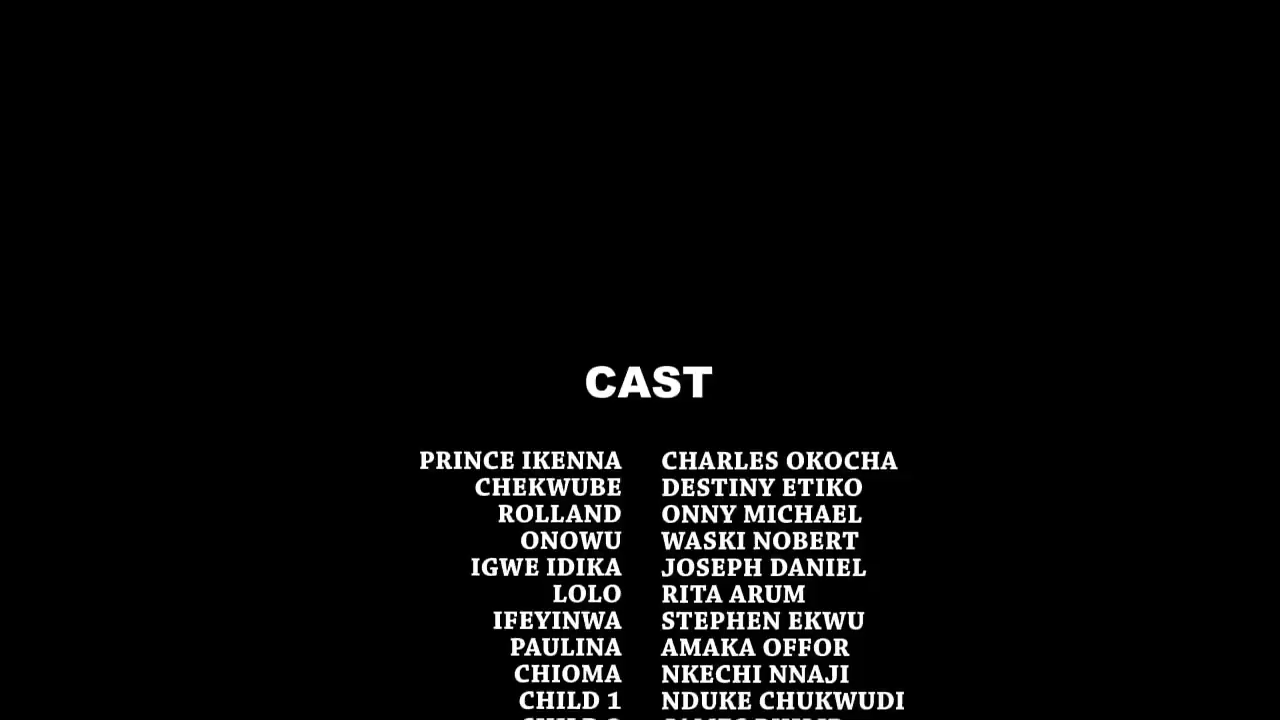 CAST
PRINCE IKENNA CHARLES OKOCHA
CHEKWUBE DESTINY ETIKO
ROLLAND ONNY MICHAEL
ONOWU WASKI NOBERT
IGWE IDIKA JOSEPH DANIEL
LOLO RITA ARUM
IFEYINWA STEPHEN EKWU
PAULINA AMAKA OFFOR
CHIOMA NKECHI NNAJI
CHILD 1 NDUKE CHUKWUDI